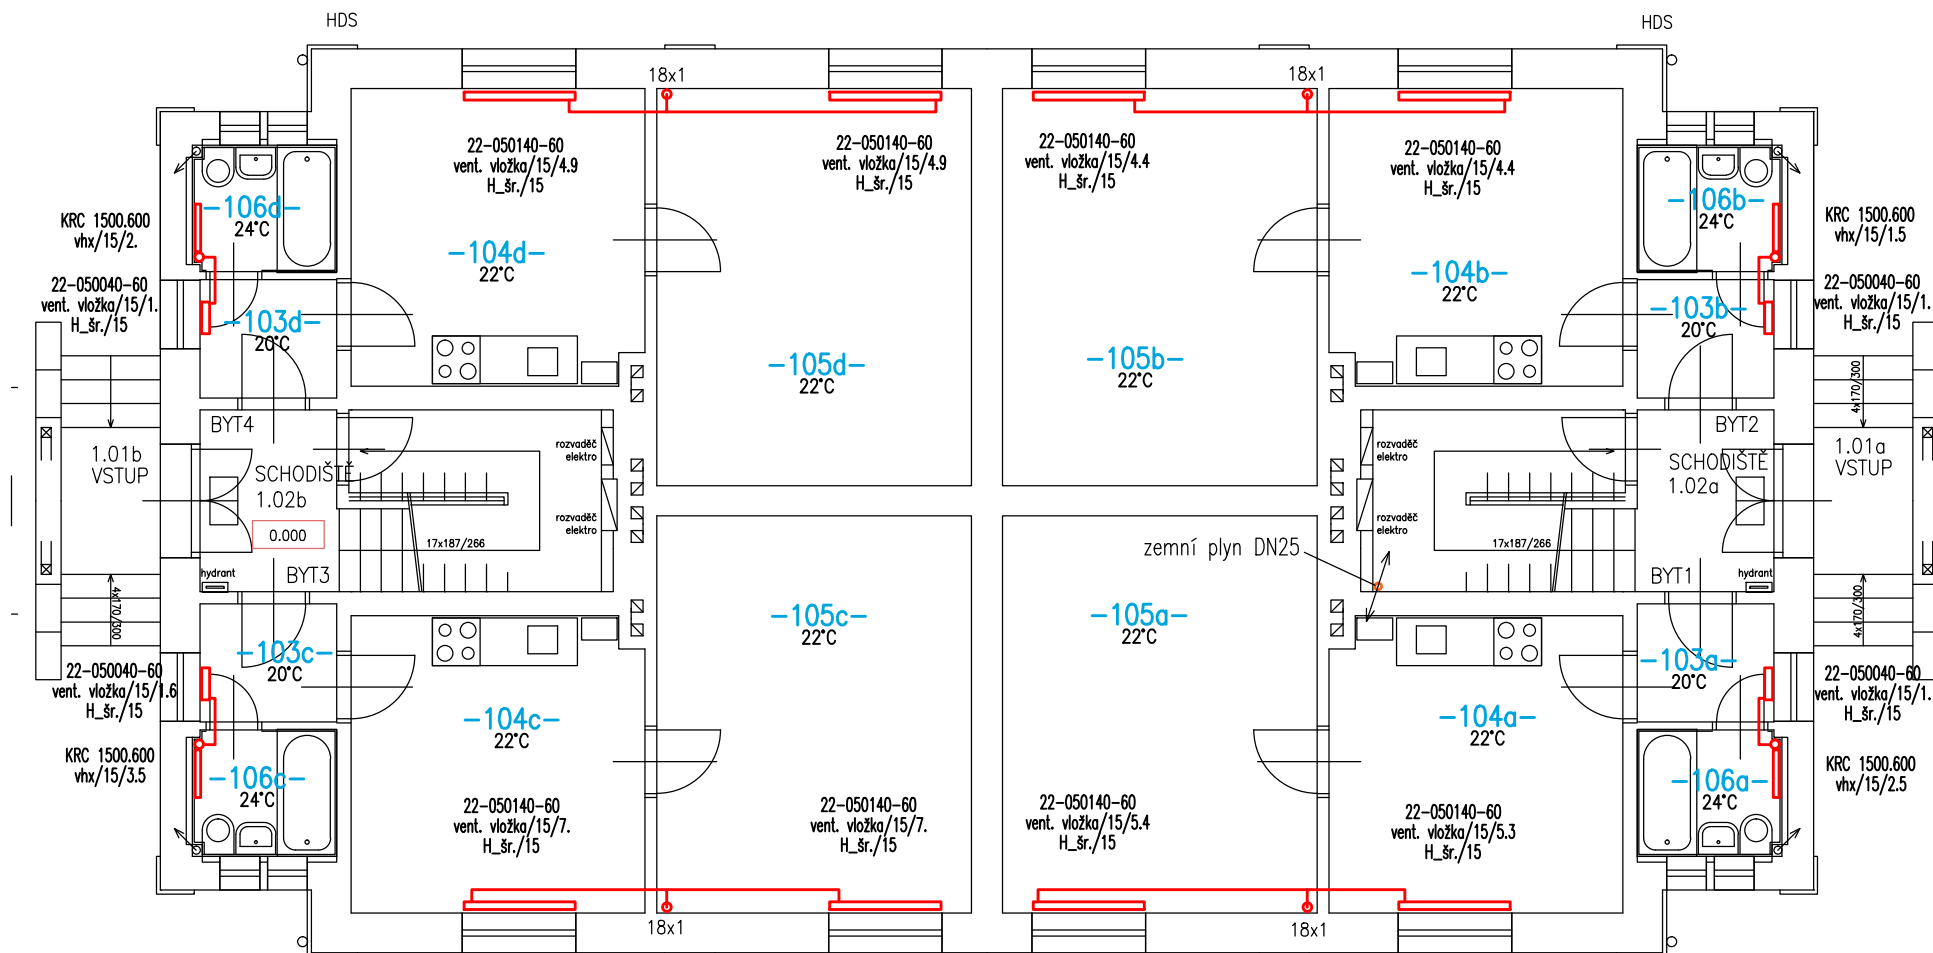 HDS
HDS
18x1
18x1
22-050140-60
vent. vložka/15/4.9
H_šr./15
22-050140-60
vent. vložka/15/4.9
H_šr./15
22-050140-60
vent. vložka/15/4.4
H_šr./15
22-050140-60
vent. vložka/15/4.4
H_šr./15
-106d-
24°C
-106b-
24°C
KRC 1500.600
vhx/15/2.
KRC 1500.600
vhx/15/1.5
-104d-
22°C
-104b-
22°C
22-050040-60
vent. vložka/15/1.
H_šr./15
22-050040-60
vent. vložka/15/1.
H_šr./15
-103d-
20°C
-103b-
20°C
-105d-
22°C
-105b-
22°C
4x170/300
BYT4
BYT2
1.01b
VSTUP
SCHODIŠTĚ
1.02b
rozvaděč
elektro
rozvaděč
elektro
SCHODIŠTĚ
1.02a
1.01a
VSTUP
0.000
rozvaděč
elektro
rozvaděč
elektro
17x187/266
17x187/266
zemní plyn DN25
hydrant
BYT3
BYT1
hydrant
4x170/300
4x170/300
-105c-
22°C
-105a-
22°C
-103c-
20°C
-103a-
20°C
22-050040-60
vent. vložka/15/1.6
H_šr./15
22-050040-60
vent. vložka/15/1.
H_šr./15
-104c-
22°C
-104a-
22°C
KRC 1500.600
vhx/15/3.5
-106c-
24°C
-106a-
24°C
KRC 1500.600
vhx/15/2.5
22-050140-60
vent. vložka/15/7.
H_šr./15
22-050140-60
vent. vložka/15/7.
H_šr./15
22-050140-60
vent. vložka/15/5.4
H_šr./15
22-050140-60
vent. vložka/15/5.3
H_šr./15
18x1
18x1